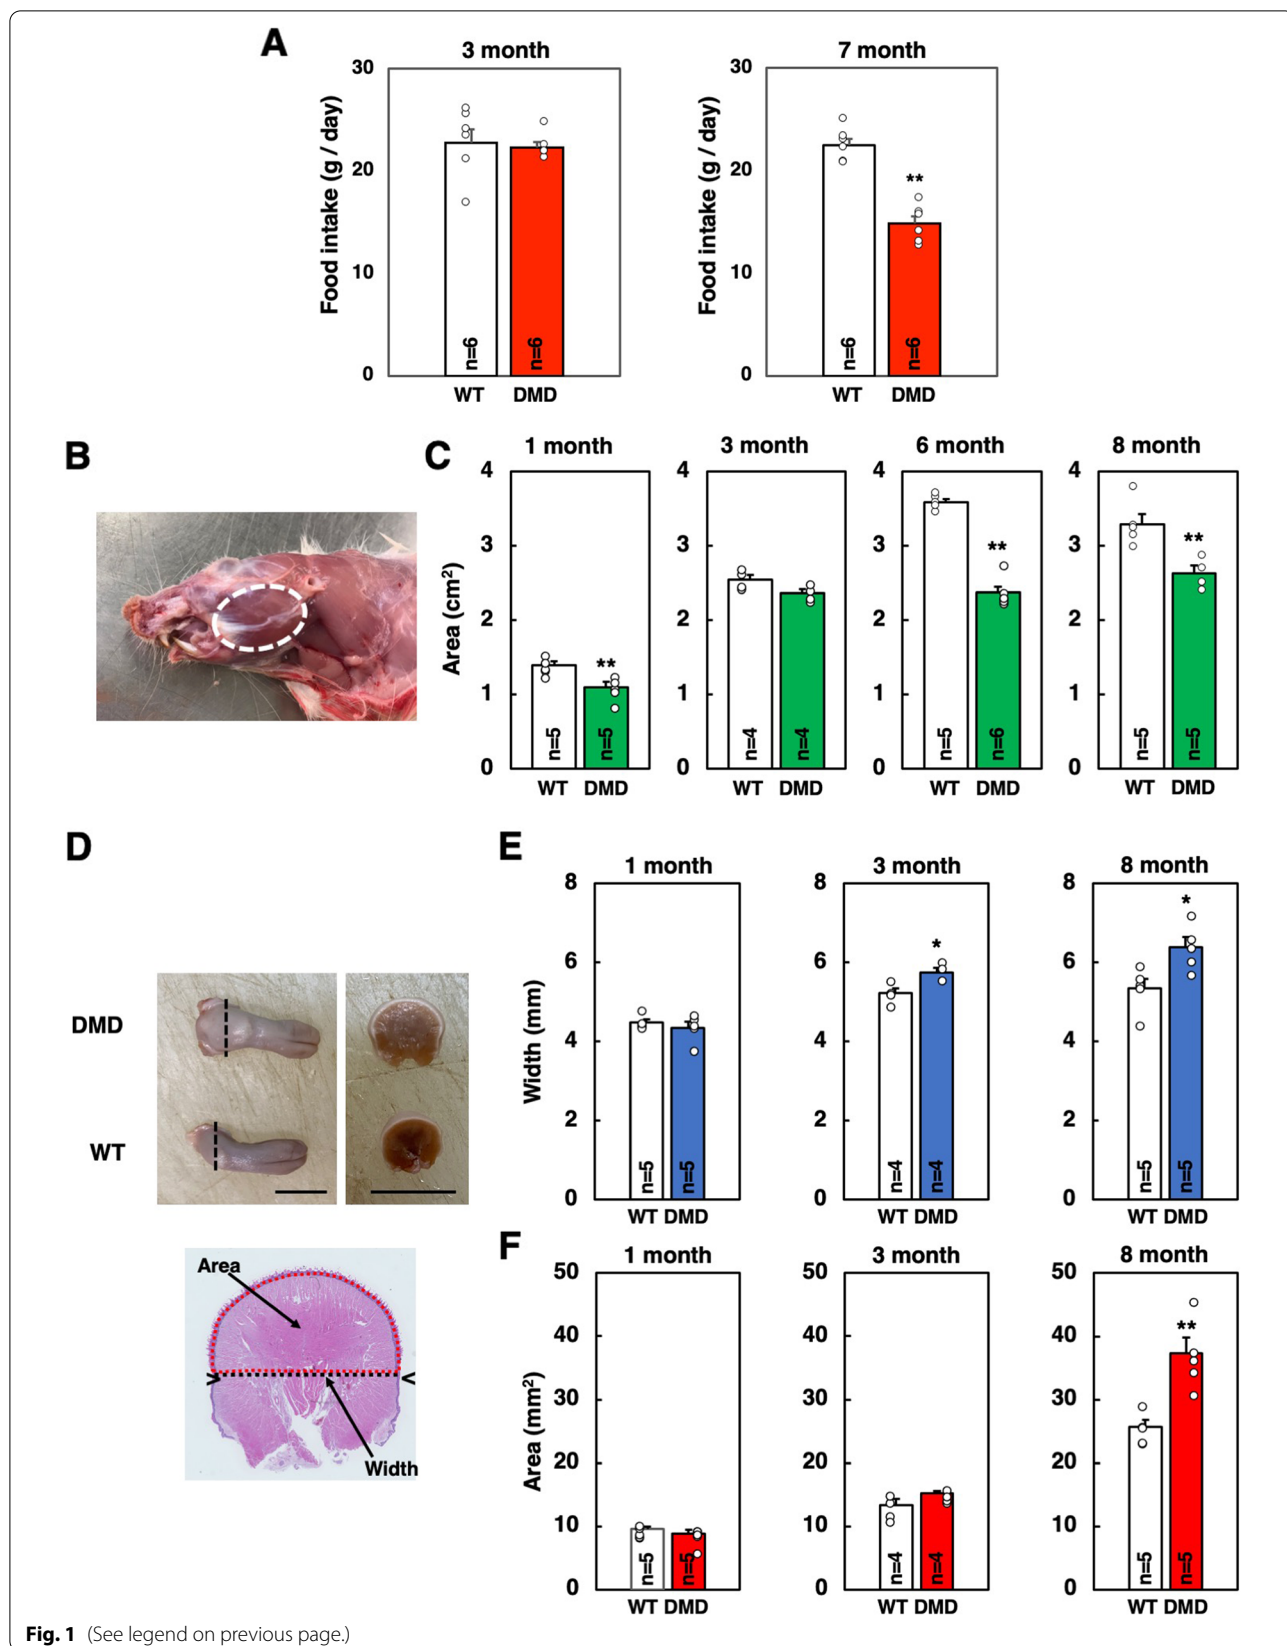 A
3 month
7 month
Food intake (g / day)
30
20
10
0
**
n=6
n=6
WT
DMD
Food intake (g / day)
30
20
10
0
n=6
n=6
WT
DMD
B
C
1 month
3 month
6 month
8 month
Area (cm²)
4
3
2
1
0
**
n=5
n=5
WT
DMD
4
3
2
1
0
n=4
n=4
WT
DMD
4
3
2
1
0
**
n=5
n=6
WT
DMD
4
3
2
1
0
**
n=5
n=5
WT
DMD
D
DMD
WT
Area
> <
Width
E
1 month
3 month
8 month
Width (mm)
8
6
4
2
0
n=5
n=5
WT DMD
8
6
4
2
0
*
n=4
n=4
WT DMD
8
6
4
2
0
*
n=5
n=5
WT DMD
F
1 month
3 month
8 month
Area (mm²)
50
40
30
20
10
0
n=5
n=5
WT DMD
50
40
30
20
10
0
n=4
n=4
WT DMD
50
40
30
20
10
0
**
n=5
n=5
WT DMD
Fig. 1 (See legend on previous page.)